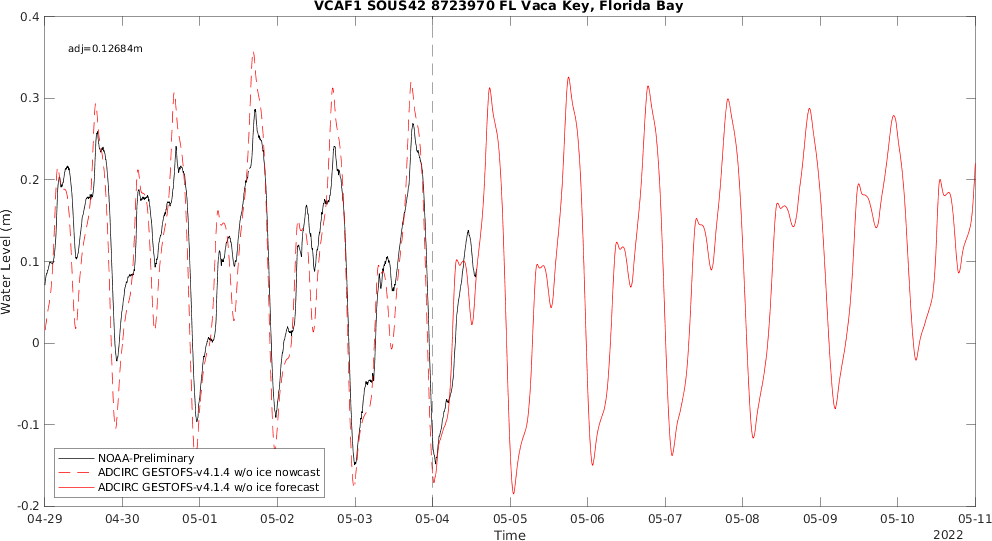 VCAF1 SOUS42 8723970 FL Vaca Key, Florida Bay
adj=0.12684m
0.4
0.3
0.2
0.1
0
-0.1
-0.2
Water Level (m)
NOAA-Preliminary
ADCIRC GESTOFS-v4.1.4 w/o ice nowcast
ADCIRC GESTOFS-v4.1.4 w/o ice forecast
04-29 04-30 05-01 05-02 05-03 05-04 05-05 05-06 05-07 05-08 05-09 05-10 05-11
Time
2022